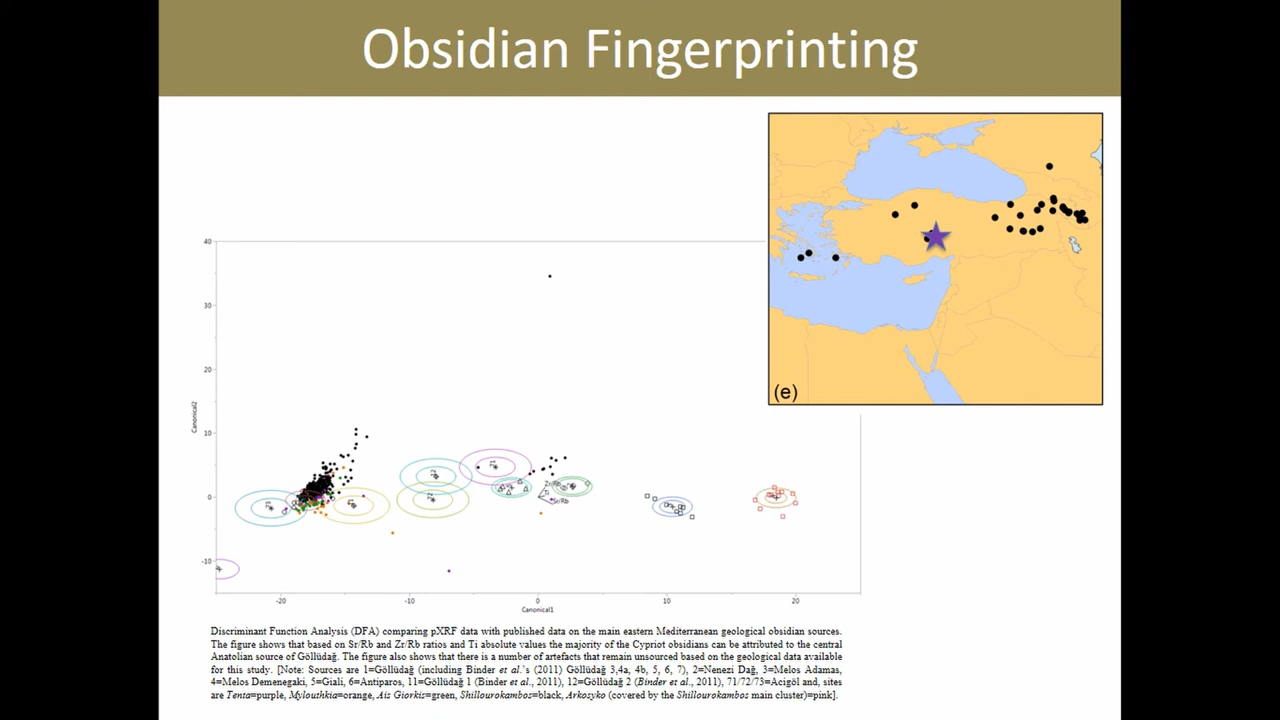 Obsidian Fingerprinting
(e)
40
30
20
10
0
-10
Canonical2
Zr/Rb
Ti
Sr/Rb
-20
-10
0
10
20
Canonical1
Discriminant Function Analysis (DFA) comparing pXRF data with published data on the main eastern Mediterranean geological obsidian sources.
The figure shows that based on Sr/Rb and Zr/Rb ratios and Ti absolute values the majority of the Cypriot obsidians can be attributed to the central
Anatolian source of Göllüdağ. The figure also shows that there is a number of artefacts that remain unsourced based on the geological data available
for this study. [Note: Sources are 1=Göllüdağ (including Binder et al.'s (2011) Göllüdağ 3,4a, 4b, 5, 6, 7), 2=Nenezi Dağ, 3=Melos Adamas,
4=Melos Demenegaki, 5=Giali, 6=Antiparos, 11=Göllüdağ 1 (Binder et al., 2011), 12=Göllüdağ 2 (Binder et al., 2011), 71/72/73=Acigöl and, sites
are Tenta=purple, Mylouthkia=orange, Ais Giorkis=green, Shillourokambos=black, Arkosyko (covered by the Shillourokambos main cluster)=pink].